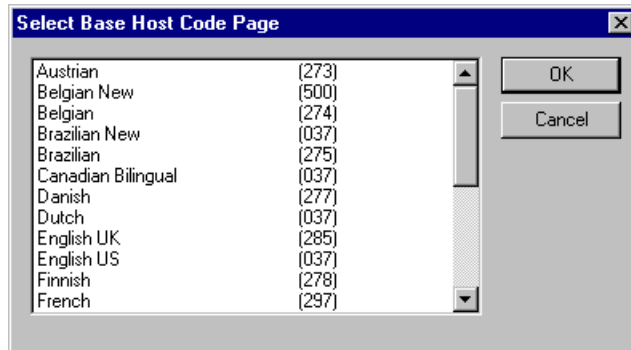 Select Base Host Code Page
Austrian (273)
Belgian New (500)
Belgian (274)
Brazilian New (037)
Brazilian (275)
Canadian Bilingual (037)
Danish (277)
Dutch (037)
English UK (285)
English US (037)
Finnish (278)
French (297)
OK
Cancel